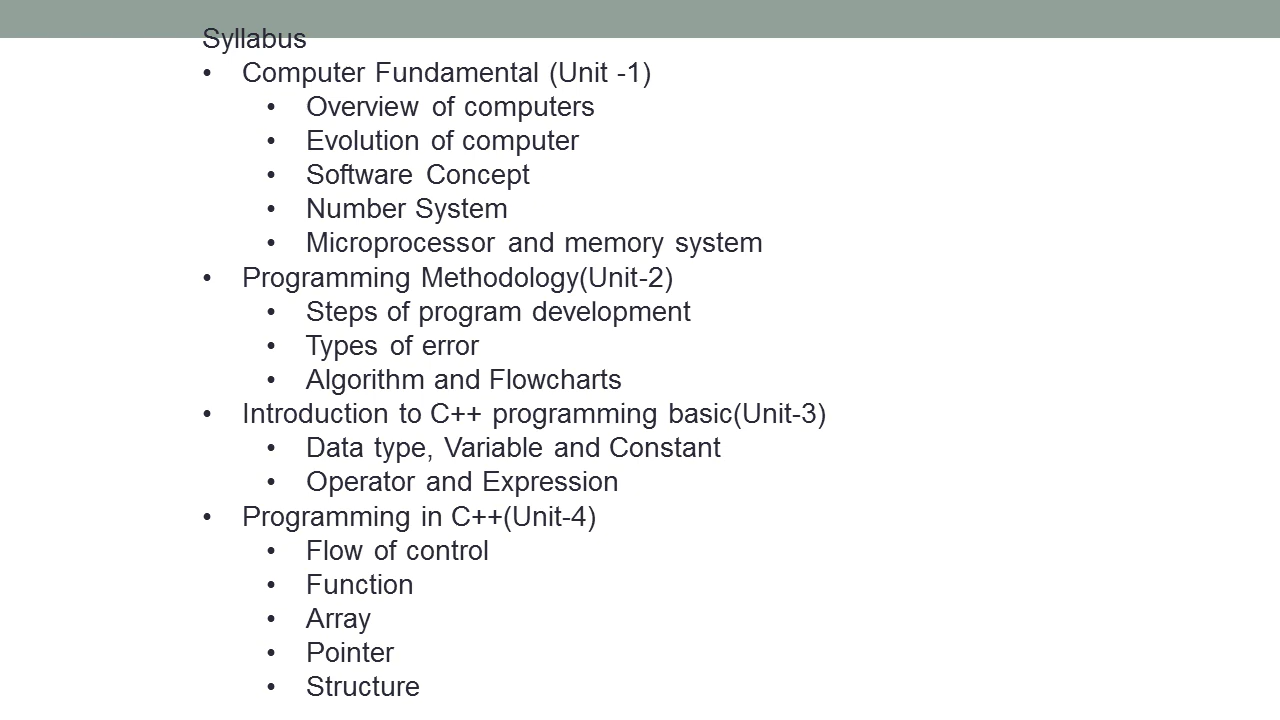 Syllabus
• Computer Fundamental (Unit -1)
• Overview of computers
• Evolution of computer
• Software Concept
• Number System
• Microprocessor and memory system
• Programming Methodology(Unit-2)
• Steps of program development
• Types of error
• Algorithm and Flowcharts
• Introduction to C++ programming basic(Unit-3)
• Data type, Variable and Constant
• Operator and Expression
• Programming in C++(Unit-4)
• Flow of control
• Function
• Array
• Pointer
• Structure